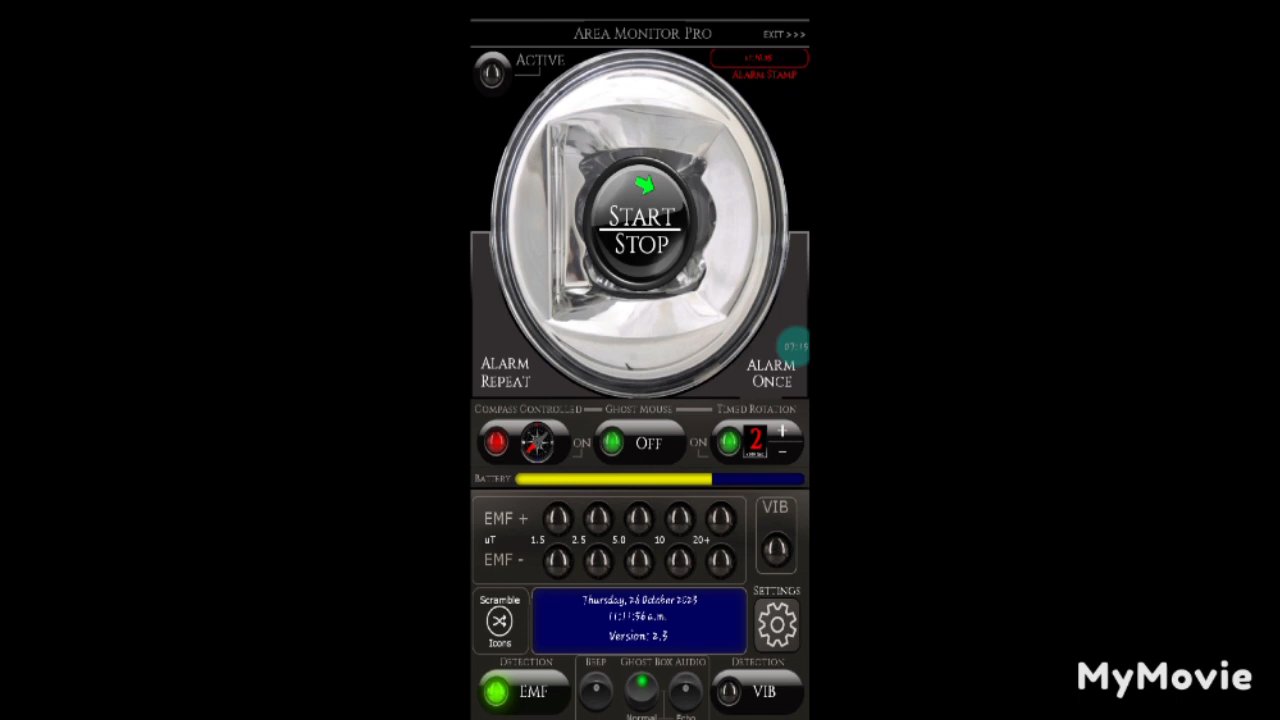 AREA MONITOR PRO
EXIT >>>
ACTIVE
ALARM STAMP
START
STOP
ALARM
REPEAT
ALARM
ONCE
COMPASS CONTROLLED
GHOST MOUSE
TIMED ROTATION
ON
OFF
ON
2
+
-
BATTERY
EMF +
VIB
uT 1.5 2.5 5.0 10 20+
EMF -
Scramble
Icons
Thursday, 26 October 2023
Version: 2.3
SETTINGS
DETECTION
BEEP
GHOST BOX AUDIO
DETECTION
EMF
VIB
Normal
Echo
MyMovie